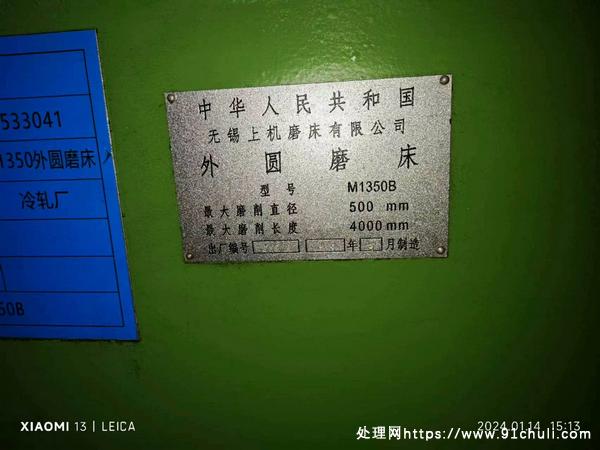 533041
1350外圆磨床
冷轧厂
50B
中华人民共和国
无锡上机磨床有限公司
外圆磨床
型号 M1350B
最大磨削直径 500 mm
最大磨削长度 4000 mm
出厂编号 年 月制造
XIAOMI 13 | LEICA
2024.01.14 15:13
处理网https://www.91chuli.com